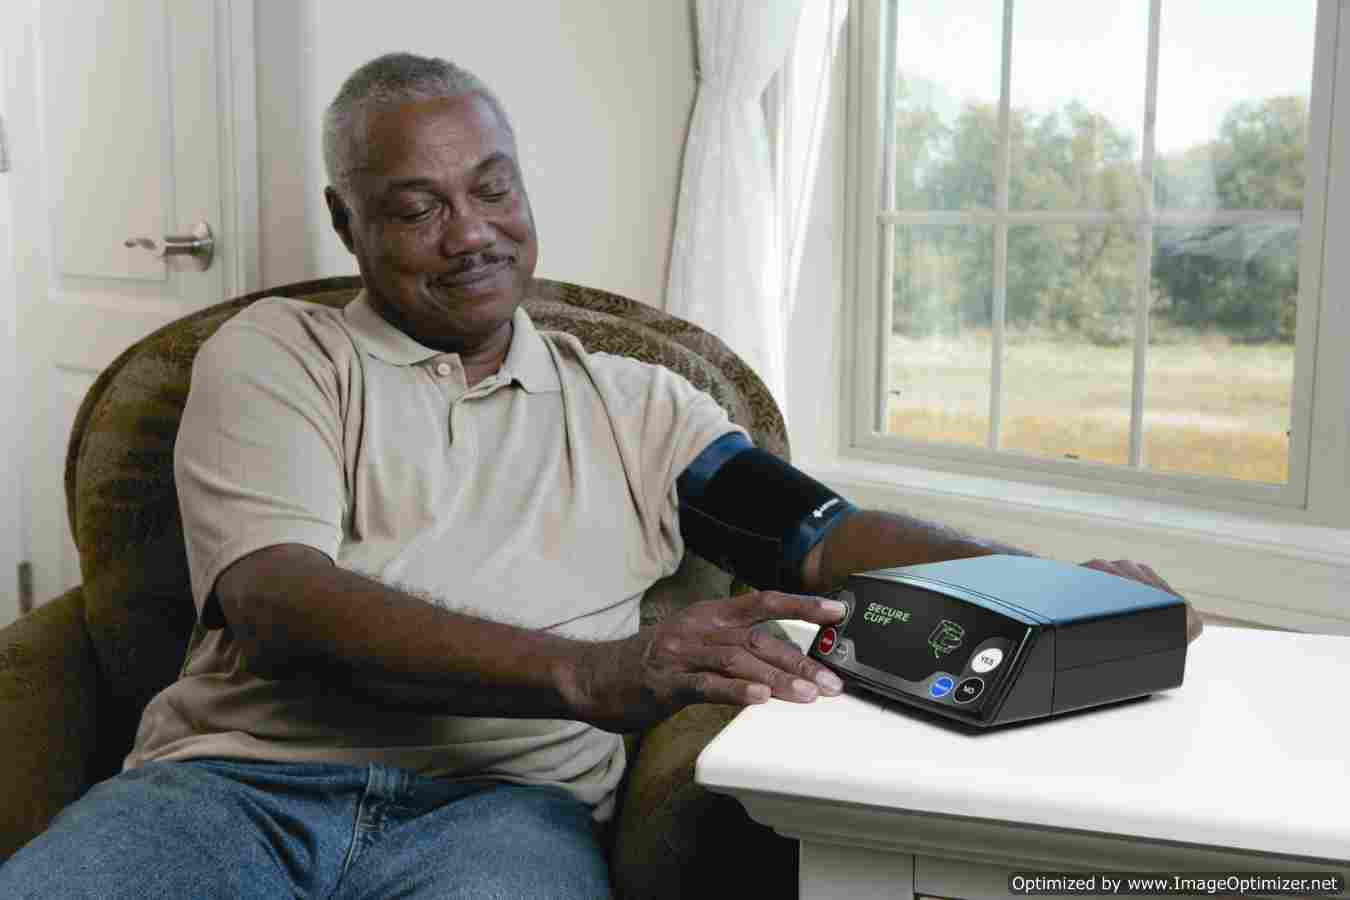 SECURE
CUFF
YES
NO
Optimized by www.ImageOptimizer.net